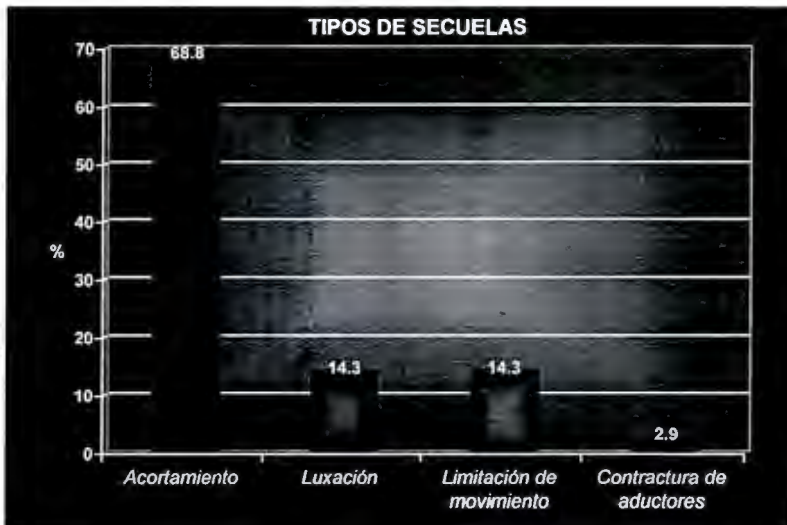 TIPOS DE SECUELAS
70
68.8
60
50
40
%
30
20
14.3
14.3
10
2.9
0
Acortamiento
Luxación
Limitación de
movimiento
Contractura de
aductores